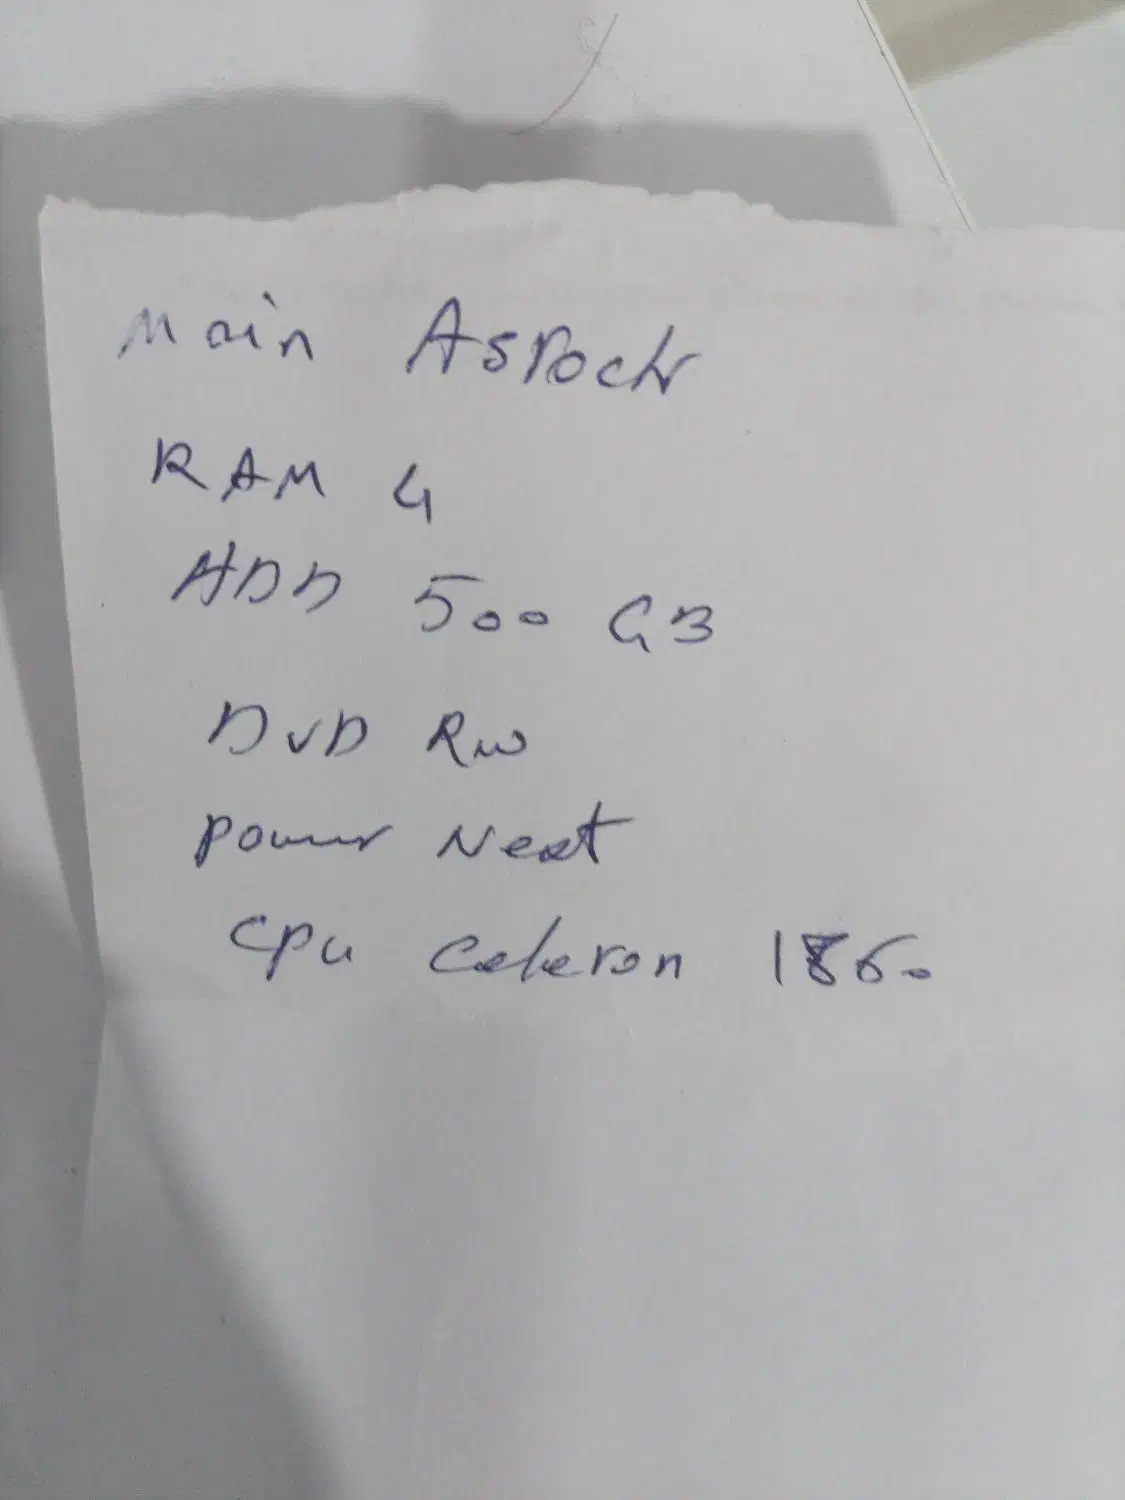 Main Asrock
RAM 4
HDD 500 GB
DVD RW
power Next
cpu Celeron 1860